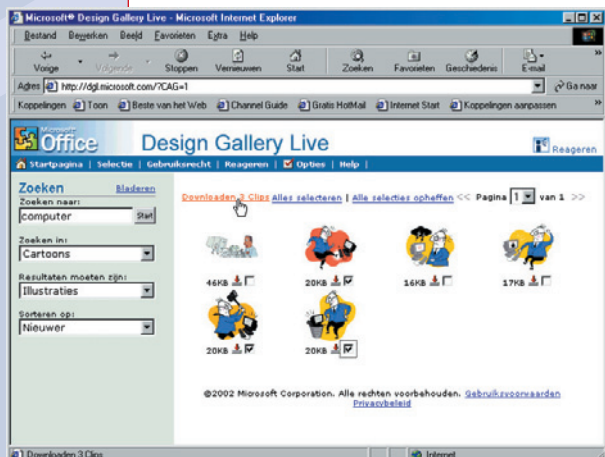 Microsoft® Design Gallery Live - Microsoft Internet Explorer
Bestand Bewerken Beeld Favorieten Extra Help
Vorige Volgende Stoppen Vernieuwen Start Zoeken Favorieten Geschiedenis E-mail
Adres http://dgl.microsoft.com/?CAG=1 Ga naar
Koppelingen Toon Beste van het Web Channel Guide Gratis HotMail Internet Start Koppelingen aanpassen
Microsoft
Office Design Gallery Live Reageren
Startpagina | Selectie | Gebruiksrecht | Reageren | Opties | Help |
Zoeken Bladeren
Zoeken naar:
computer Start
Zoeken in:
Cartoons
Resultaten moeten zijn:
Illustraties
Sorteren op:
Nieuwer
Downloaden 3 Clips Alles selecteren | Alle selecties opheffen << Pagina 1 van 1 >>
46KB 20KB 16KB 17KB
20KB 20KB
©2002 Microsoft Corporation. Alle rechten voorbehouden. Gebruiksvoorwaarden
Privacybeleid
Downloaden 3 Clips Internet